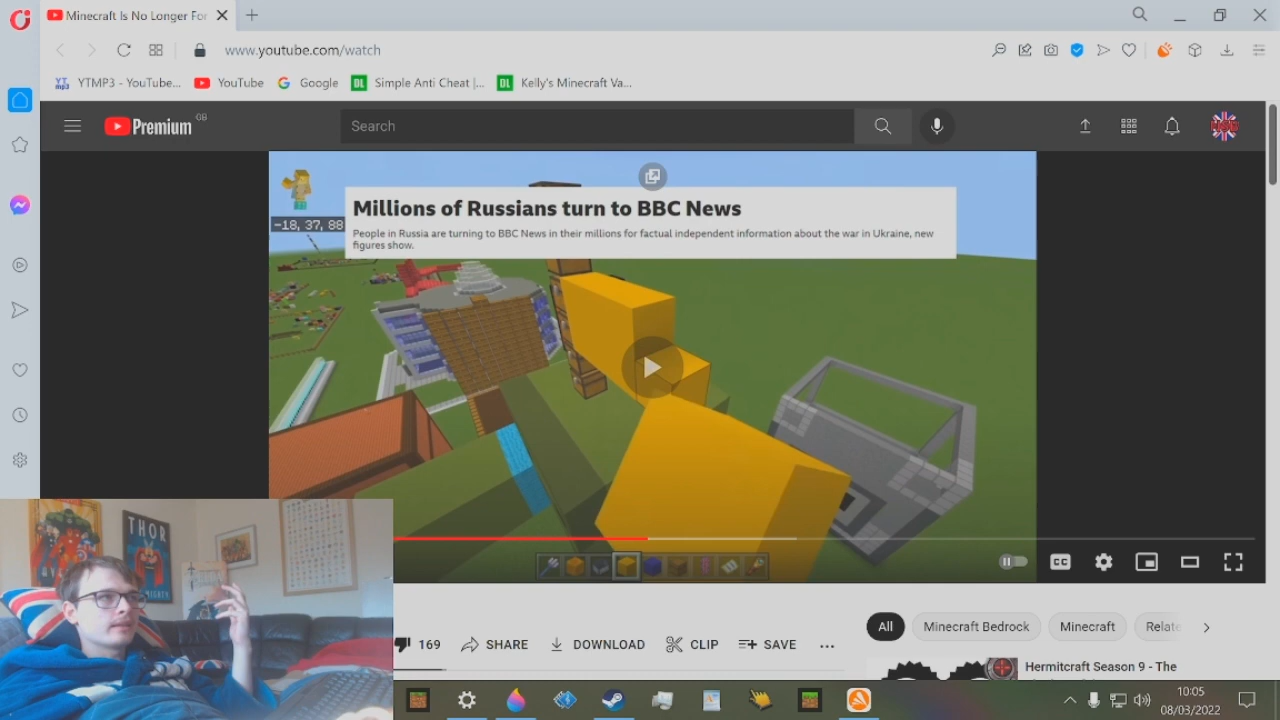 Minecraft Is No Longer For
www.youtube.com/watch
YTMP3 - YouTube... YouTube Google Simple Anti Cheat |... Kelly's Minecraft Va...
Premium GB
Search
Millions of Russians turn to BBC News
-18, 37, 88
People in Russia are turning to BBC News in their millions for factual independent information about the war in Ukraine, new
figures show.
THOR
169 SHARE DOWNLOAD CLIP SAVE
All Minecraft Bedrock Minecraft Relate
Hermitcraft Season 9 - The
10:05
08/03/2022